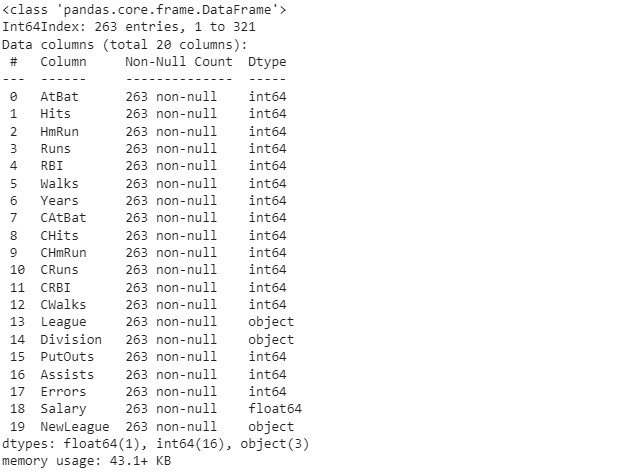 <class 'pandas.core.frame.DataFrame'>
Int64Index: 263 entries, 1 to 321
Data columns (total 20 columns):
 #   Column     Non-Null Count  Dtype
---  ------     --------------  -----
 0   AtBat      263 non-null    int64
 1   Hits       263 non-null    int64
 2   HmRun      263 non-null    int64
 3   Runs       263 non-null    int64
 4   RBI        263 non-null    int64
 5   Walks      263 non-null    int64
 6   Years      263 non-null    int64
 7   CAtBat     263 non-null    int64
 8   CHits      263 non-null    int64
 9   CHmRun     263 non-null    int64
 10  CRuns      263 non-null    int64
 11  CRBI       263 non-null    int64
 12  CWalks     263 non-null    int64
 13  League     263 non-null    object
 14  Division   263 non-null    object
 15  PutOuts    263 non-null    int64
 16  Assists    263 non-null    int64
 17  Errors     263 non-null    int64
 18  Salary     263 non-null    float64
 19  NewLeague  263 non-null    object
dtypes: float64(1), int64(16), object(3)
memory usage: 43.1+ KB